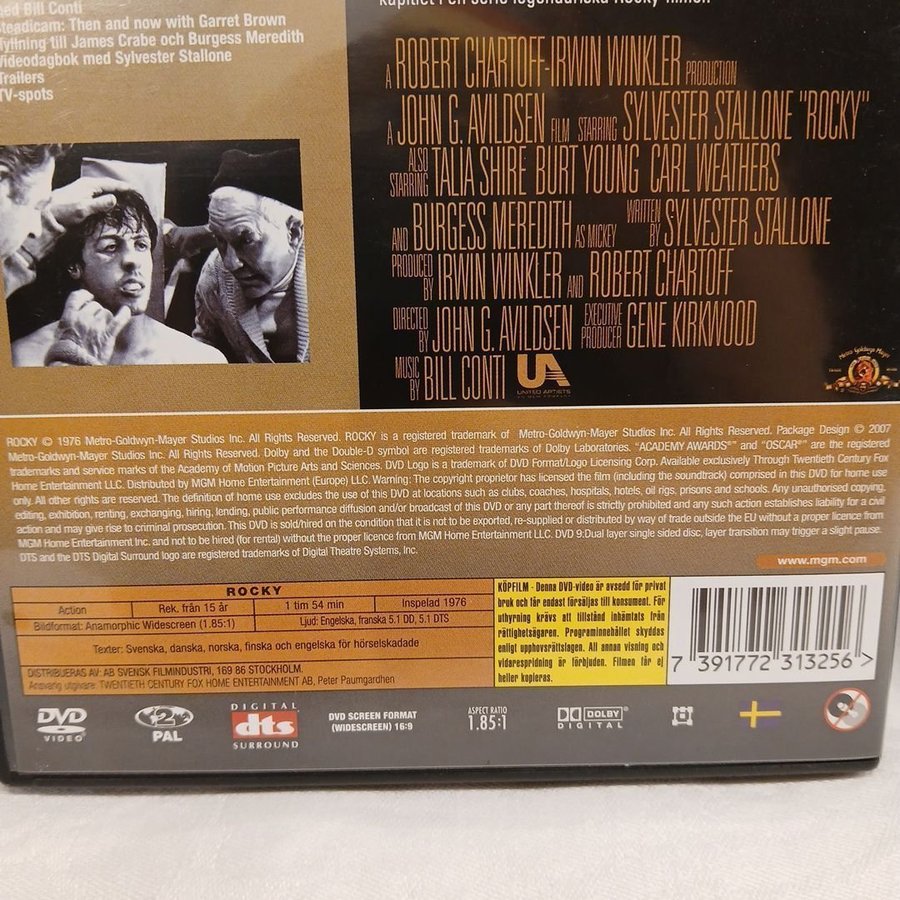 med Bill Conti
Steadicam: Then and now with Garret Brown
Hyllning till James Crabe och Burgess Meredith
Videodagbok med Sylvester Stallone
Trailers
TV-spots
A ROBERT CHARTOFF-IRWIN WINKLER PRODUCTION
A JOHN G. AVILDSEN FILM STARRING SYLVESTER STALLONE "ROCKY"
ALSO STARRING TALIA SHIRE BURT YOUNG CARL WEATHERS
AND BURGESS MEREDITH AS MICKEY WRITTEN BY SYLVESTER STALLONE
PRODUCED BY IRWIN WINKLER AND ROBERT CHARTOFF
DIRECTED BY JOHN G. AVILDSEN EXECUTIVE PRODUCER GENE KIRKWOOD
MUSIC BY BILL CONTI UA
UNITED ARTISTS
Metro Goldwyn Mayer
ROCKY © 1976 Metro-Goldwyn-Mayer Studios Inc. All Rights Reserved. ROCKY is a registered trademark of Metro-Goldwyn-Mayer Studios Inc. All Rights Reserved. Package Design © 2007
Metro-Goldwyn-Mayer Studios Inc. All Rights Reserved. Dolby and the Double-D symbol are registered trademarks of Dolby Laboratories. "ACADEMY AWARDS®" and "OSCAR®" are the registered
trademarks and service marks of the Academy of Motion Picture Arts and Sciences. DVD Logo is a trademark of DVD Format/Logo Licensing Corp. Available exclusively Through Twentieth Century Fox
Home Entertainment LLC. Distributed by MGM Home Entertainment (Europe) LLC. Warning: The copyright proprietor has licensed the film (including the soundtrack) comprised in this DVD for home use
only. All other rights are reserved. The definition of home use excludes the use of this DVD at locations such as clubs, coaches, hospitals, hotels, oil rigs, prisons and schools. Any unauthorised copying,
editing, exhibition, renting, exchanging, hiring, lending, public performance diffusion and/or broadcast of this DVD or any part thereof is strictly prohibited and any such action establishes liability for a civil
action and may give rise to criminal prosecution. This DVD is sold/hired on the condition that it is not to be exported, re-supplied or distributed by way of trade outside the EU without a proper licence from
MGM Home Entertainment Inc. and not to be hired (for rental) without the proper licence from MGM Home Entertainment LLC. DVD 9:Dual layer single sided disc, layer transition may trigger a slight pause.
DTS and the DTS Digital Surround logo are registered trademarks of Digital Theatre Systems, Inc.
www.mgm.com
ROCKY
Action Rek. från 15 år 1 tim 54 min Inspelad 1976
Bildformat: Anamorphic Widescreen (1.85:1) Ljud: Engelska, franska 5.1 DD, 5.1 DTS
Texter: Svenska, danska, norska, finska och engelska för hörselskadade
DISTRIBUERAS AV: AB SVENSK FILMINDUSTRI, 169 86 STOCKHOLM.
Ansvarig utgivare: TWENTIETH CENTURY FOX HOME ENTERTAINMENT AB, Peter Paumgardhen
KÖPFILM - Denna DVD-video är avsedd för privat
bruk och får endast försäljas till konsument. För
uthyrning krävs att tillstånd inhämtats från
rättighetsägaren. Programinnehållet skyddas
enligt upphovsrättslagen. All annan visning och
vidarespridning är förbjuden. Filmen får ej
heller kopieras.
7 391772 313256 >
DVD
VIDEO
2
PAL
DIGITAL
dts
SURROUND
DVD SCREEN FORMAT
(WIDESCREEN) 16:9
ASPECT RATIO
1.85:1
DOLBY
DIGITAL